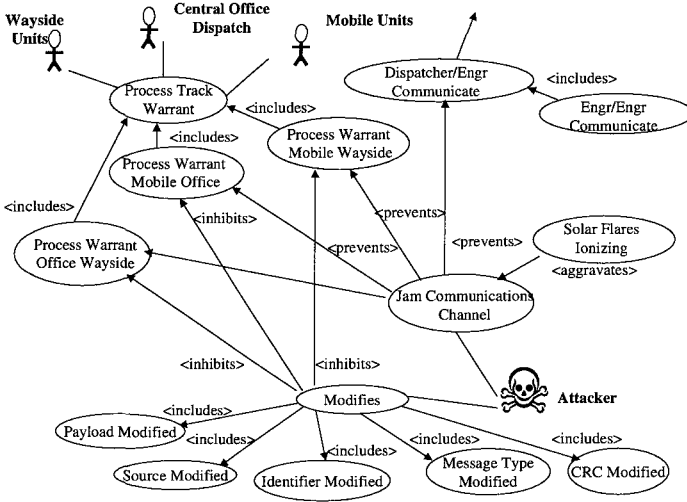 Central Office
Dispatch
Wayside
Units
Mobile Units
Dispatcher/Engr
Communicate
<includes>
Process Track
Warrant
Engr/Engr
Communicate
<includes>
<includes>
Process Warrant
Mobile Wayside
Process Warrant
Mobile Office
<includes>
<inhibits>
<prevents>
Process Warrant
Office Wayside
<prevents>
<prevents>
Solar Flares
Ionizing
<aggravates>
Jam Communications
Channel
<inhibits>
<inhibits>
Modifies
Attacker
<includes>
Payload Modified
<includes>
<includes>
<includes>
<includes>
Source Modified
Identifier Modified
Message Type
Modified
CRC Modified